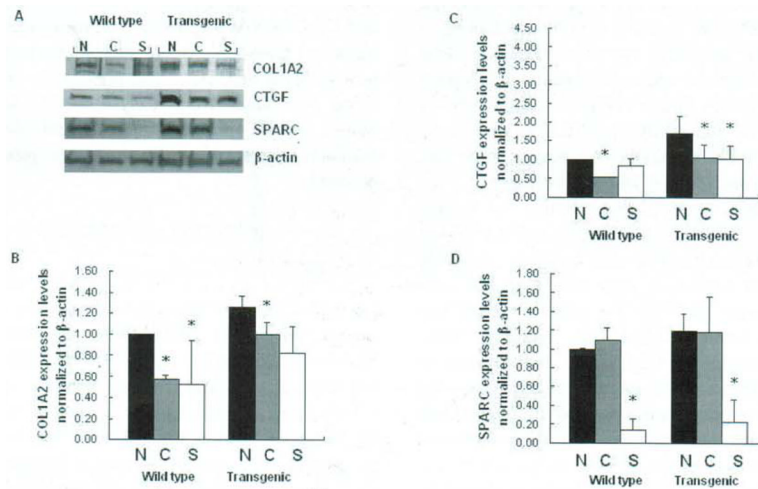 A
Wild type Transgenic
N C S N C S
COL1A2
CTGF
SPARC
β-actin
B
COL1A2 expression levels
normalized to β-actin
1.60
1.40
1.20
1.00
0.80
0.60
0.40
0.20
0.00
* * *
N C S N C S
Wild type Transgenic
C
CTGF expression levels
normalized to β-actin
4.50
4.00
3.50
3.00
2.50
2.00
1.50
1.00
0.50
0.00
* * *
N C S N C S
Wild type Transgenic
D
SPARC expression levels
normalized to β-actin
1.80
1.60
1.40
1.20
1.00
0.80
0.60
0.40
0.20
0.00
* *
N C S N C S
Wild type Transgenic